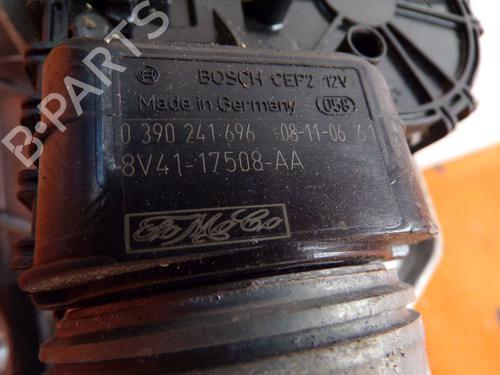 BOSCH CEP2 12V
Made in Germany 058
0 390 241 696 08-11-06 61
8V41-17508-AA
FoMoCo
B-PARTS